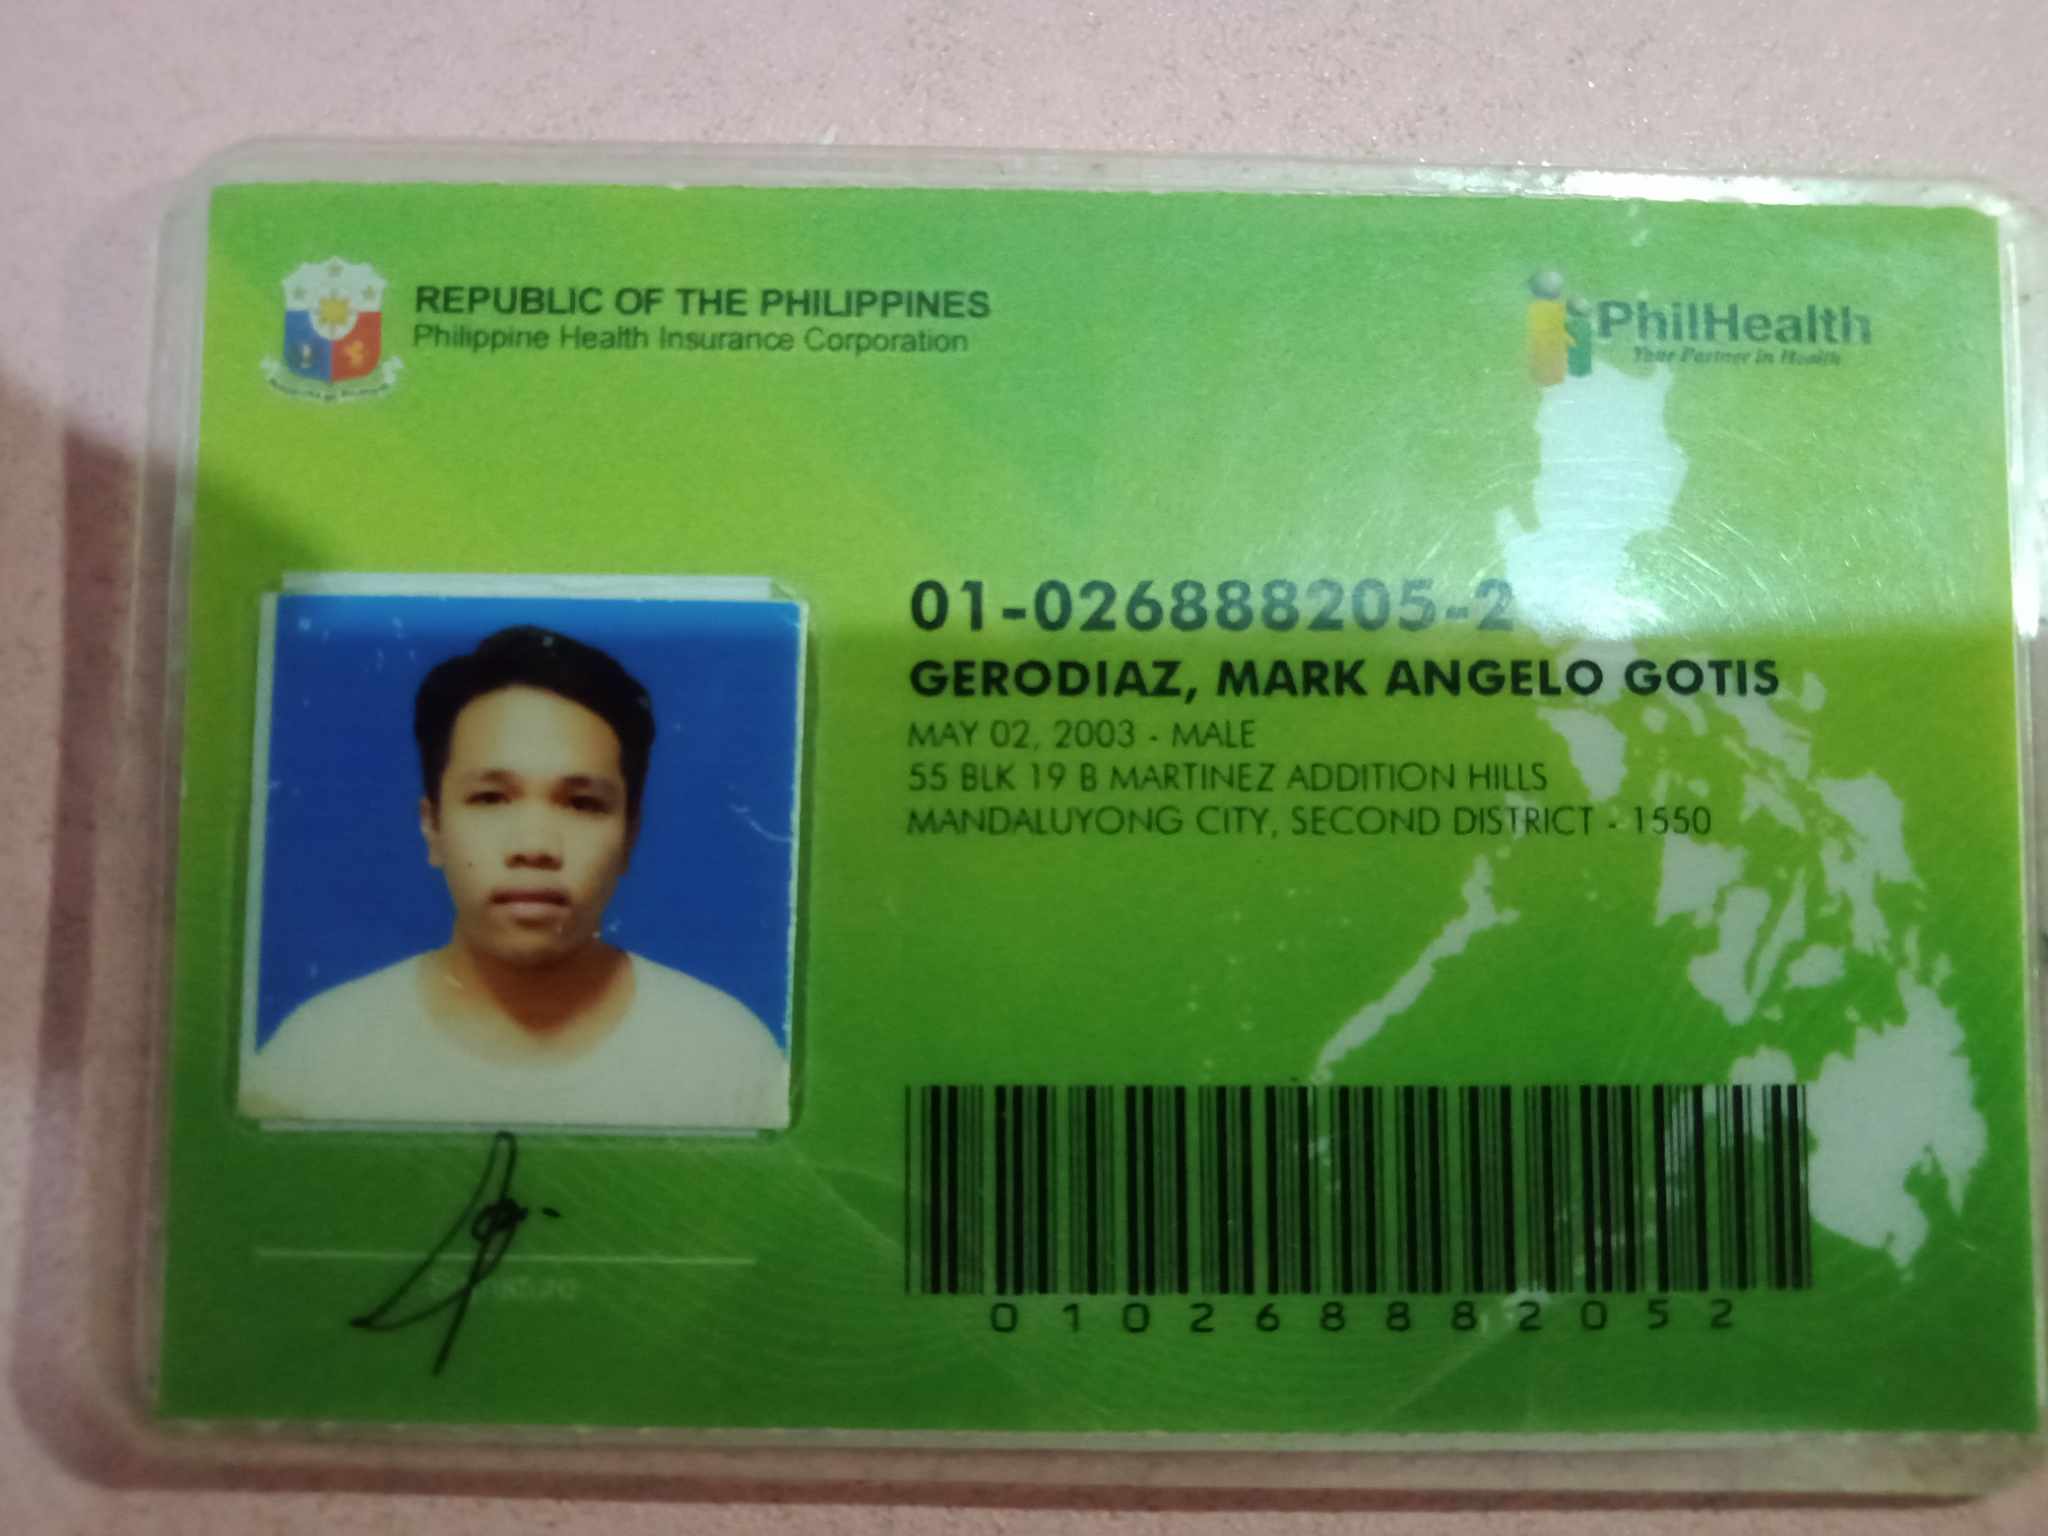 REPUBLIC OF THE PHILIPPINES
Philippine Health Insurance Corporation
PhilHealth
Your Partner in Health
01-026888205-2
GERODIAZ, MARK ANGELO GOTIS
MAY 02, 2003 - MALE
55 BLK 19 B MARTINEZ ADDITION HILLS
MANDALUYONG CITY, SECOND DISTRICT - 1550
Signature
010268882052